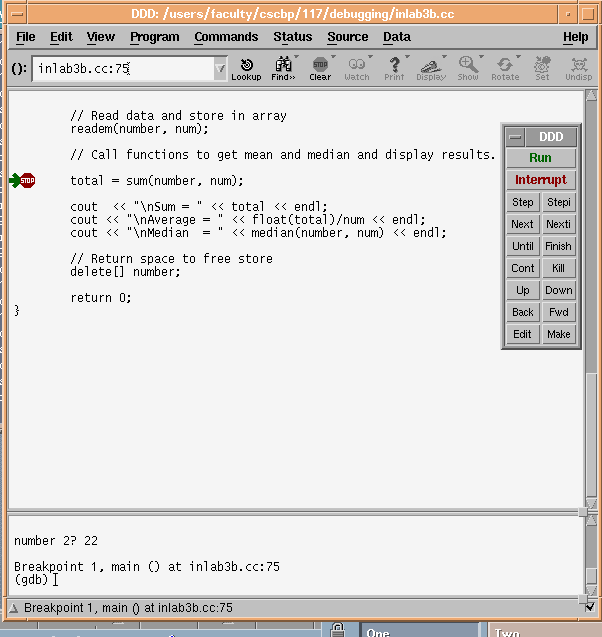 DDD: /users/faculty/cscbp/117/debugging/inlab3b.cc
File Edit View Program Commands Status Source Data Help
(): inlab3b.cc:75
Lookup Find» Clear Watch Print Display Show Rotate Set Undisp
// Read data and store in array
readem(number, num);
// Call functions to get mean and median and display results.
STOP total = sum(number, num);
cout << "\nSum = " << total << endl;
cout << "\nAverage = " << float(total)/num << endl;
cout << "\nMedian  = " << median(number, num) << endl;
// Return space to free store
delete[] number;
return 0;
}
DDD
Run
Interrupt
Step Stepi
Next Nexti
Until Finish
Cont Kill
Up Down
Back Fwd
Edit Make
number 2? 22
Breakpoint 1, main () at inlab3b.cc:75
(gdb)
Breakpoint 1, main () at inlab3b.cc:75
One Two